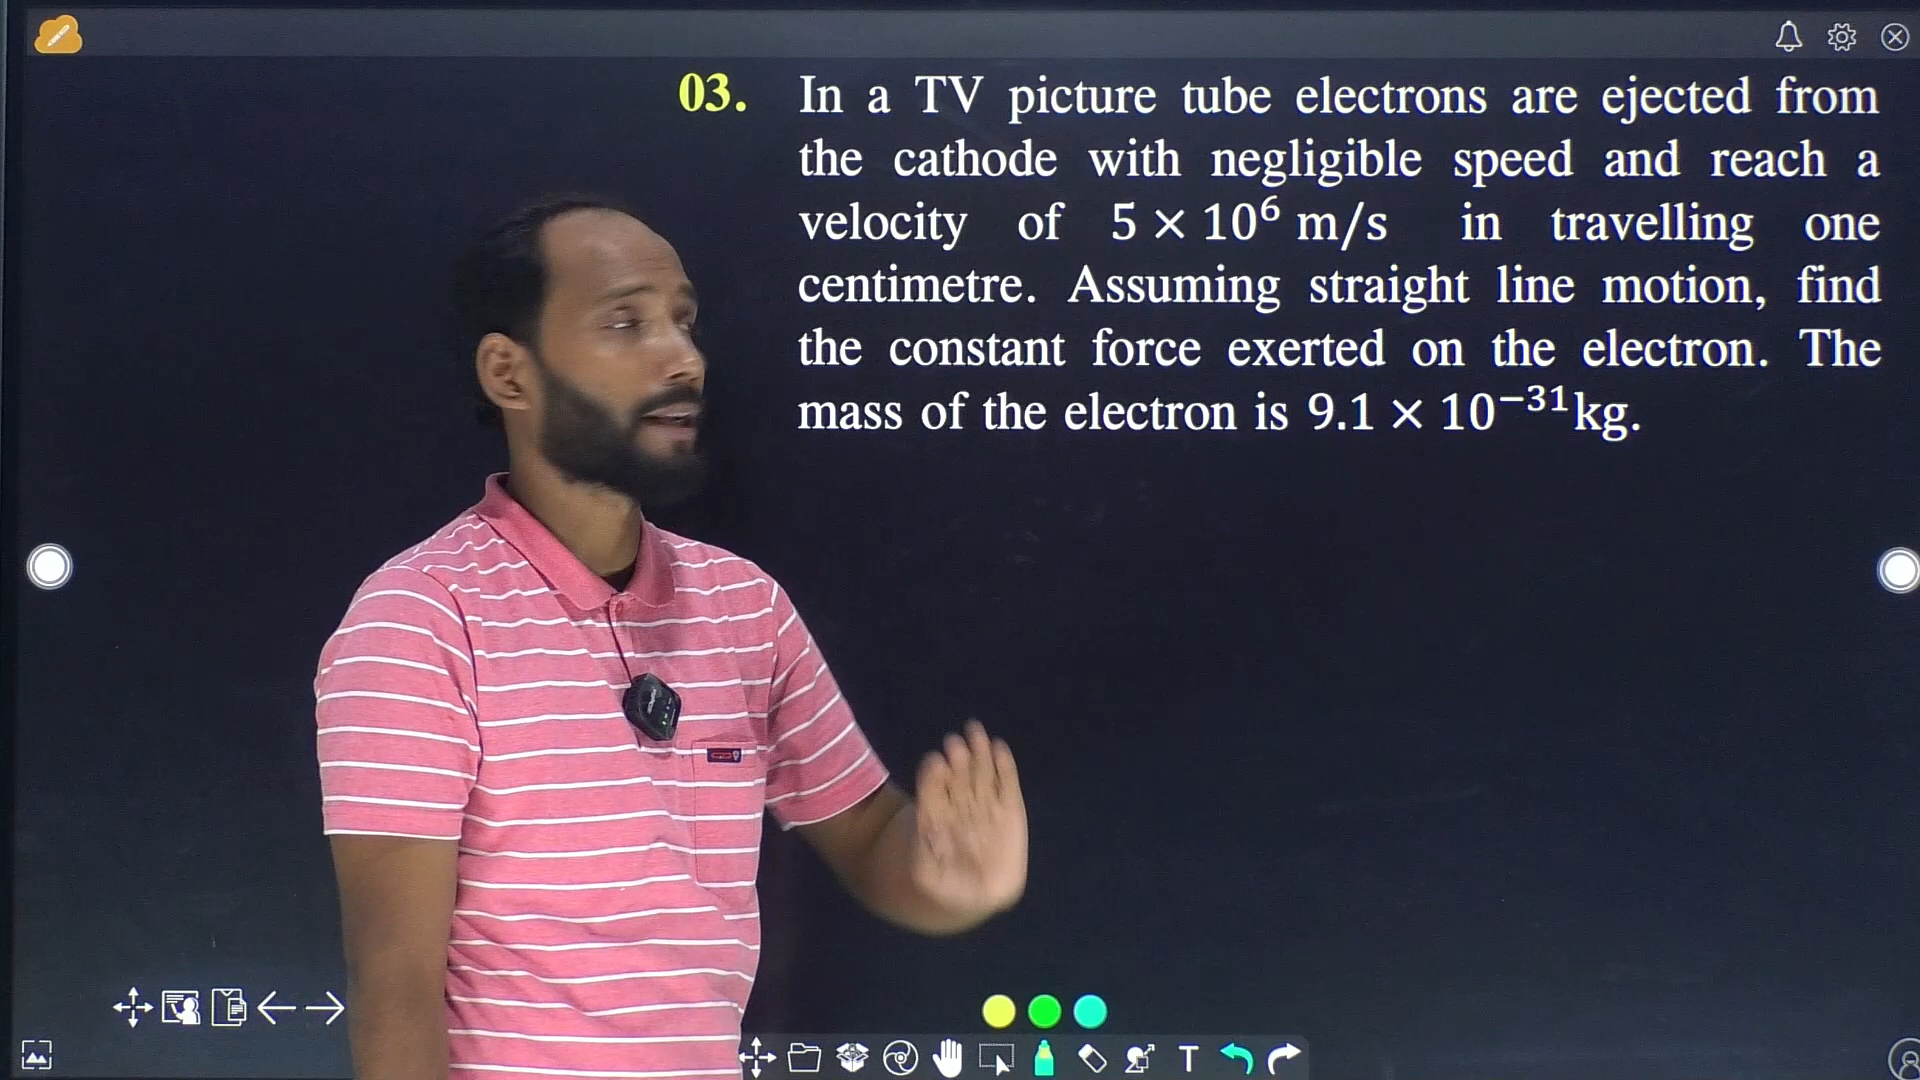 03. In a TV picture tube electrons are ejected from
the cathode with negligible speed and reach a
velocity of 5 × 10⁶ m/s in travelling one
centimetre. Assuming straight line motion, find
the constant force exerted on the electron. The
mass of the electron is 9.1 × 10⁻³¹kg.
T